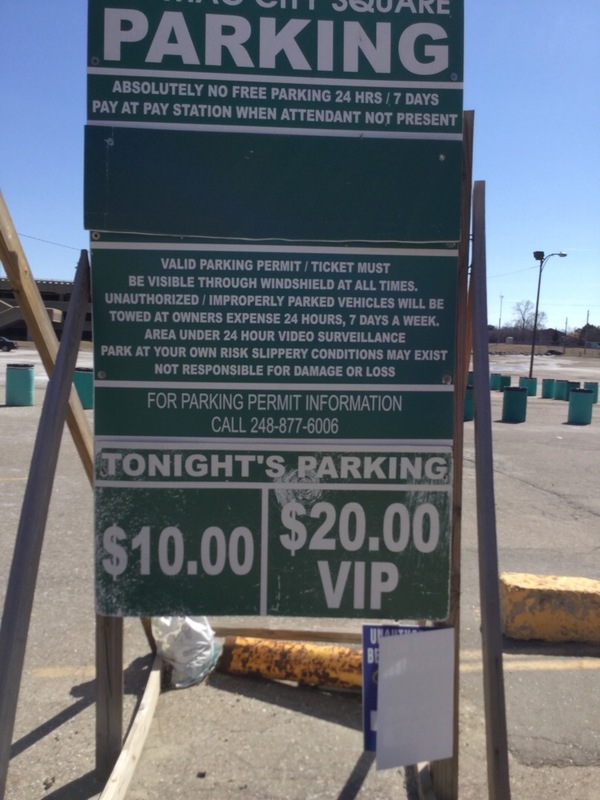 CITY SQUARE
PARKING
ABSOLUTELY NO FREE PARKING 24 HRS / 7 DAYS
PAY AT PAY STATION WHEN ATTENDANT NOT PRESENT
VALID PARKING PERMIT / TICKET MUST
BE VISIBLE THROUGH WINDSHIELD AT ALL TIMES.
UNAUTHORIZED / IMPROPERLY PARKED VEHICLES WILL BE
TOWED AT OWNERS EXPENSE 24 HOURS, 7 DAYS A WEEK.
AREA UNDER 24 HOUR VIDEO SURVEILLANCE
PARK AT YOUR OWN RISK SLIPPERY CONDITIONS MAY EXIST
NOT RESPONSIBLE FOR DAMAGE OR LOSS
FOR PARKING PERMIT INFORMATION
CALL 248-877-6006
TONIGHT'S PARKING
$10.00
$20.00
VIP